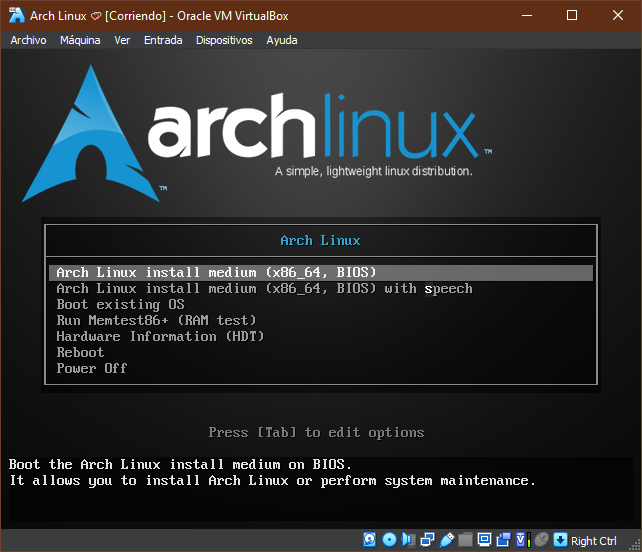 Arch Linux [Corriendo] - Oracle VM VirtualBox
Archivo Máquina Ver Entrada Dispositivos Ayuda
archlinux™
A simple, lightweight linux distribution.
™
Arch Linux
Arch Linux install medium (x86_64, BIOS)
Arch Linux install medium (x86_64, BIOS) with speech
Boot existing OS
Run Memtest86+ (RAM test)
Hardware Information (HDT)
Reboot
Power Off
Press [Tab] to edit options
Boot the Arch Linux install medium on BIOS.
It allows you to install Arch Linux or perform system maintenance.
Right Ctrl